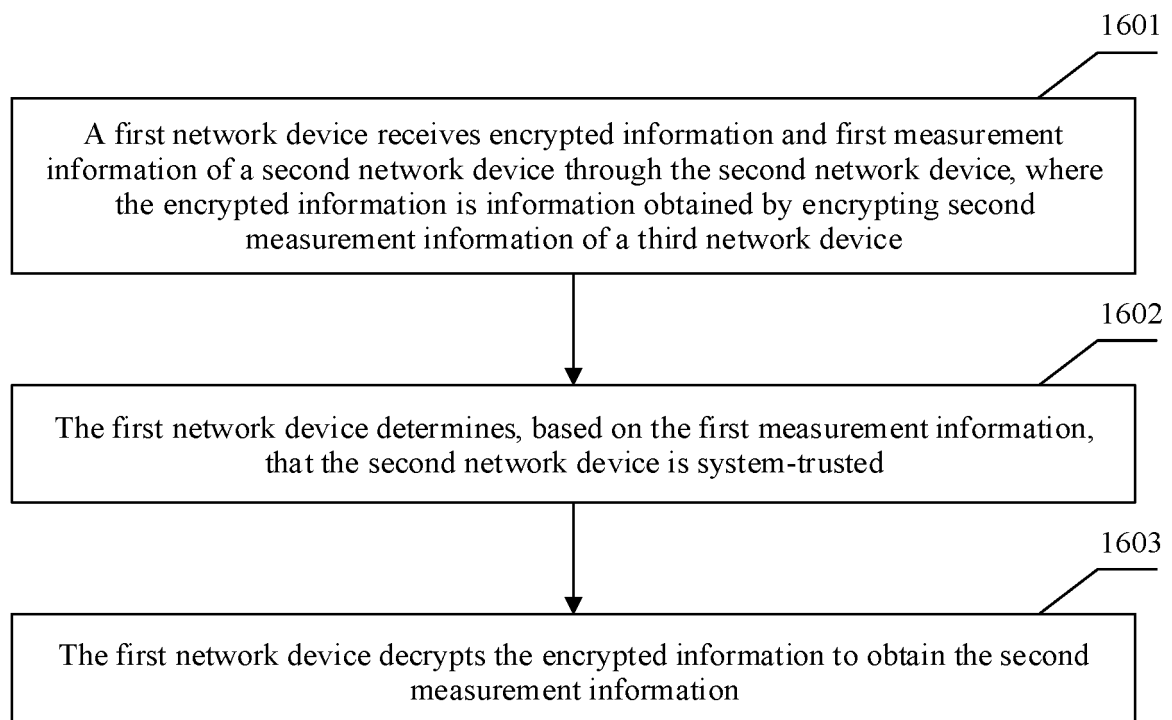 1601
A first network device receives encrypted information and first measurement
information of a second network device through the second network device, where
the encrypted information is information obtained by encrypting second
measurement information of a third network device
1602
The first network device determines, based on the first measurement information,
that the second network device is system-trusted
1603
The first network device decrypts the encrypted information to obtain the second
measurement information